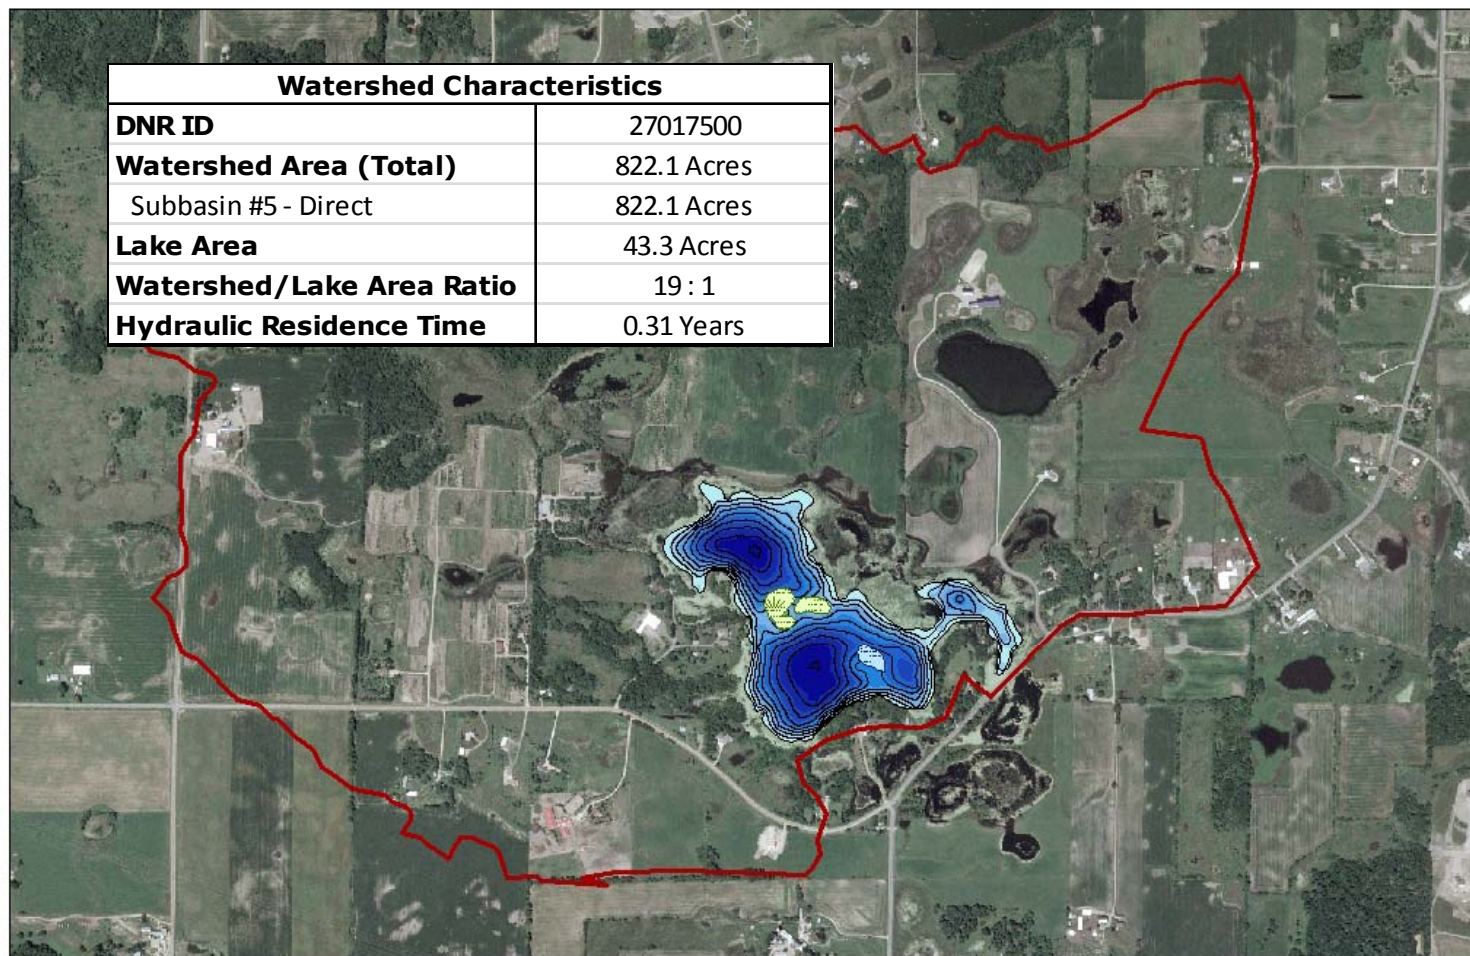 Watershed Characteristics
DNR ID 27017500
Watershed Area (Total) 822.1 Acres
Subbasin #5 - Direct 822.1 Acres
Lake Area 43.3 Acres
Watershed/Lake Area Ratio 19 : 1
Hydraulic Residence Time 0.31 Years